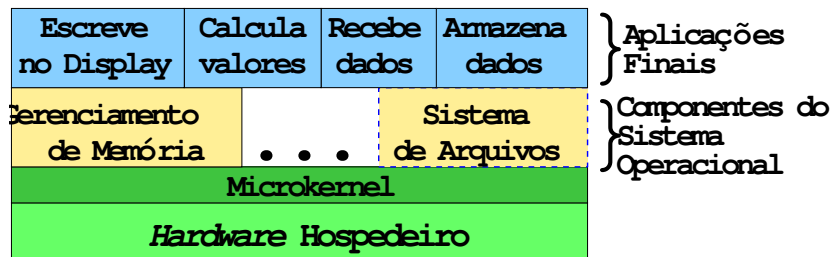 Escreve
no Display
Calcula
valores
Recebe
dados
Armazena
dados
Aplicações
Finais
Gerenciamento
de Memória
. . .
Sistema
de Arquivos
Componentes do
Sistema
Operacional
Microkernel
Hardware Hospedeiro